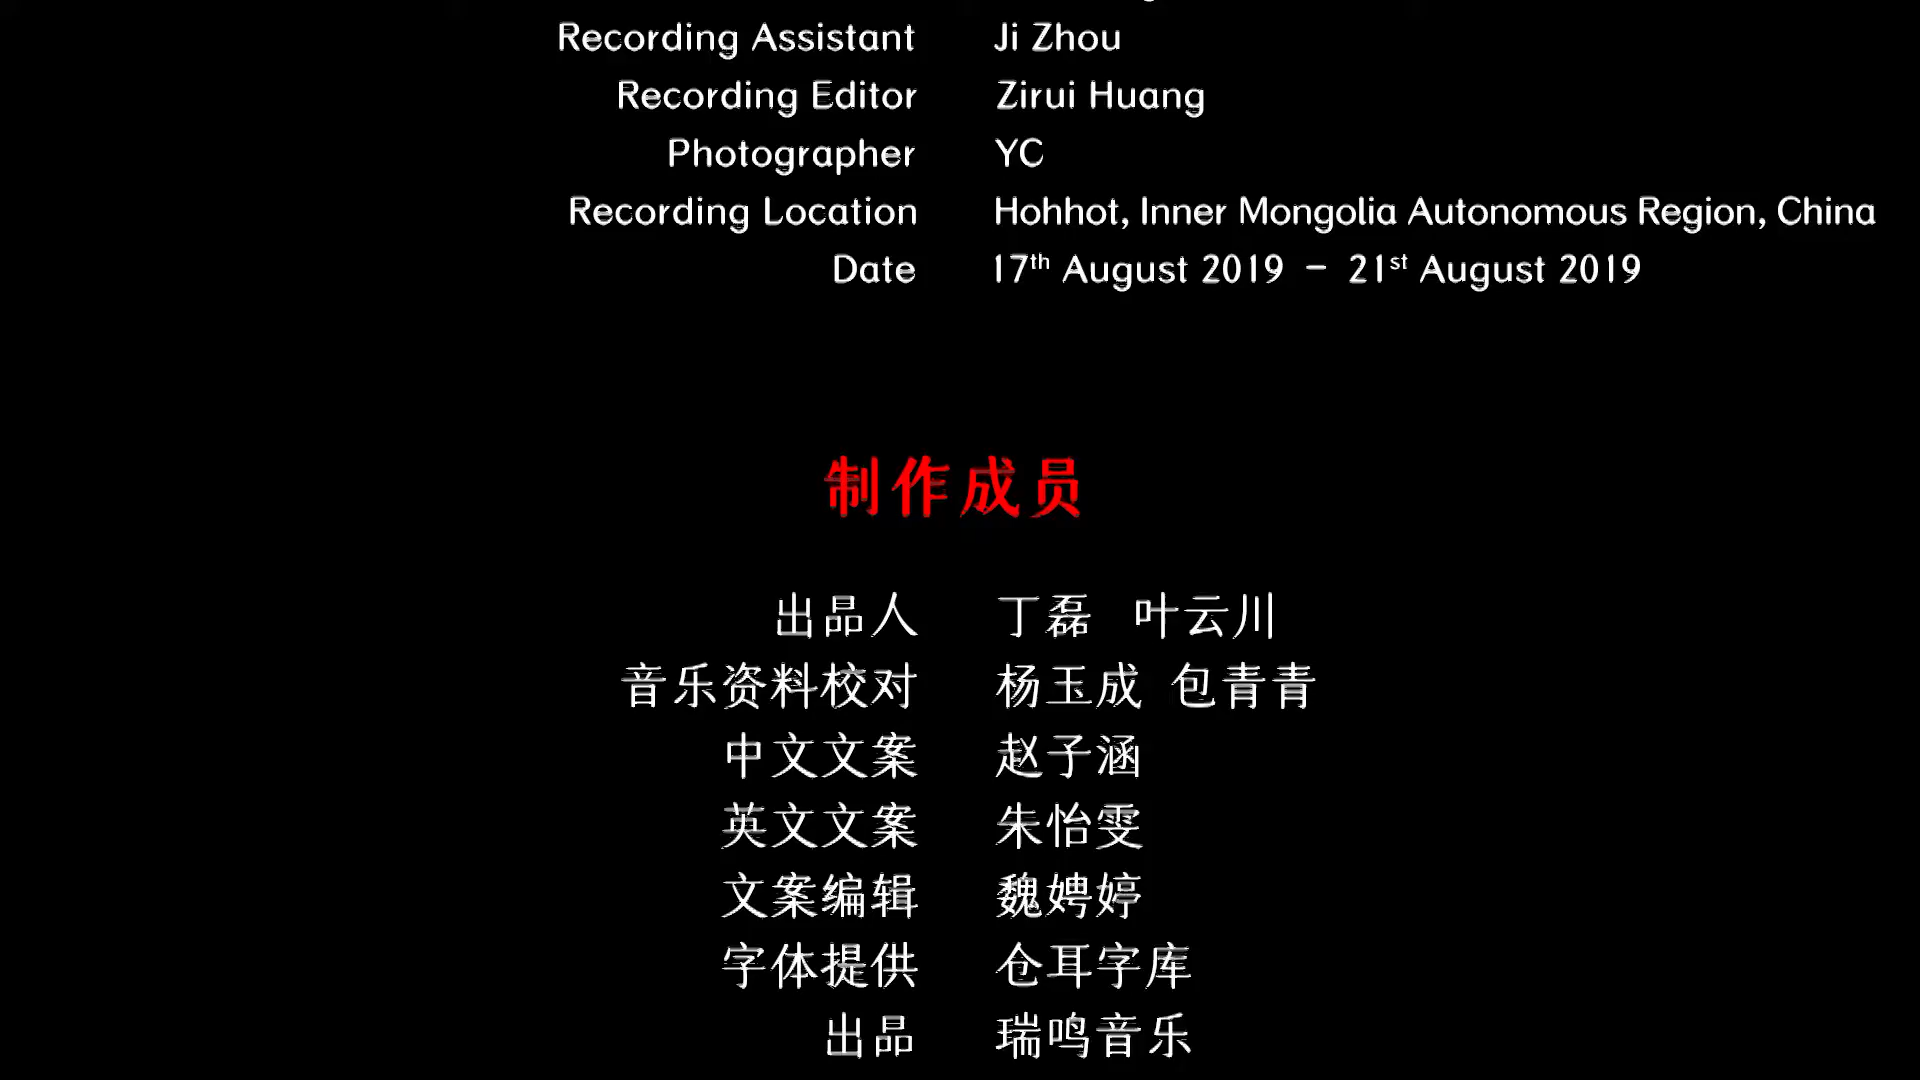 Recording Assistant Ji Zhou
Recording Editor Zirui Huang
Photographer YC
Recording Location Hohhot, Inner Mongolia Autonomous Region, China
Date 17th August 2019 – 21st August 2019
制作成员
出品人 丁磊 叶云川
音乐资料校对 杨玉成 包青青
中文文案 赵子涵
英文文案 朱怡雯
文案编辑 魏娉婷
字体提供 仓耳字库
出品 瑞鸣音乐